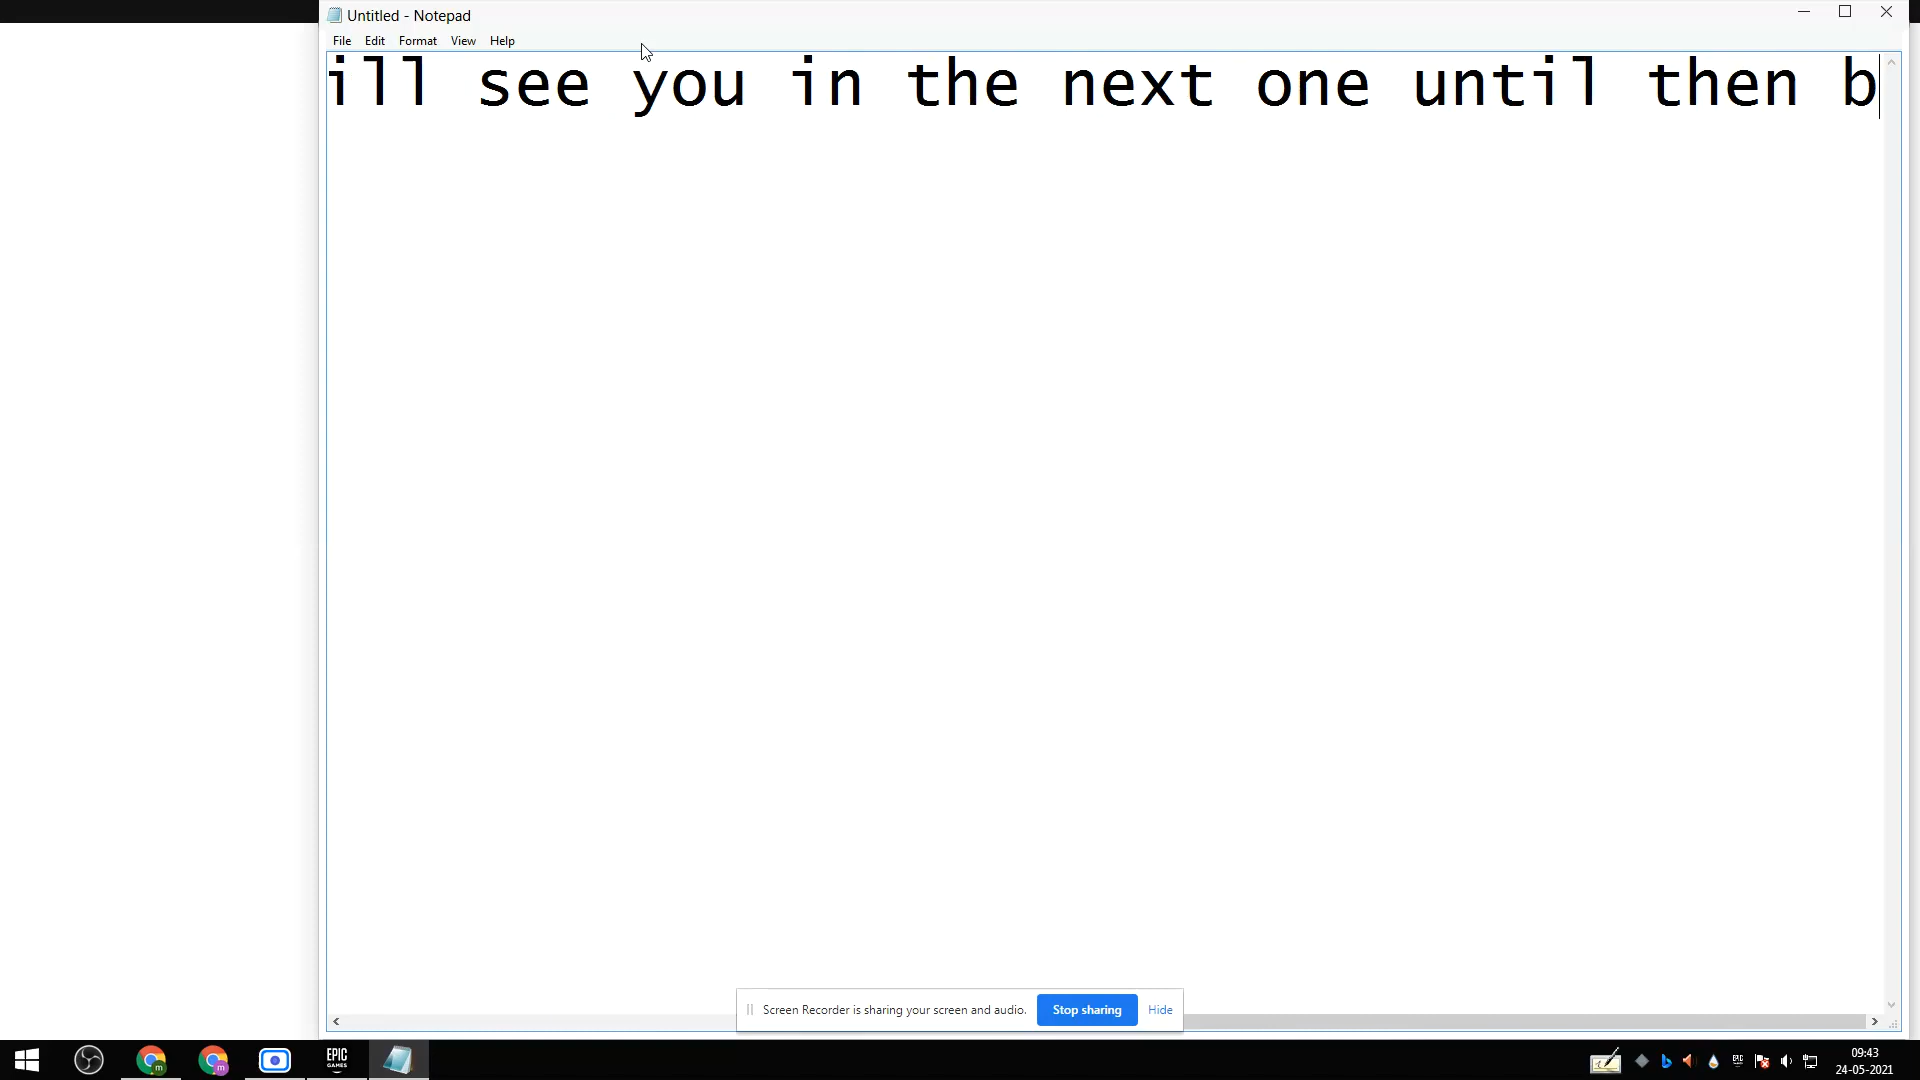 Untitled - Notepad
File Edit Format View Help
ill see you in the next one until then b
Screen Recorder is sharing your screen and audio. Stop sharing Hide
EPIC
GAMES
09:43
24-05-2021